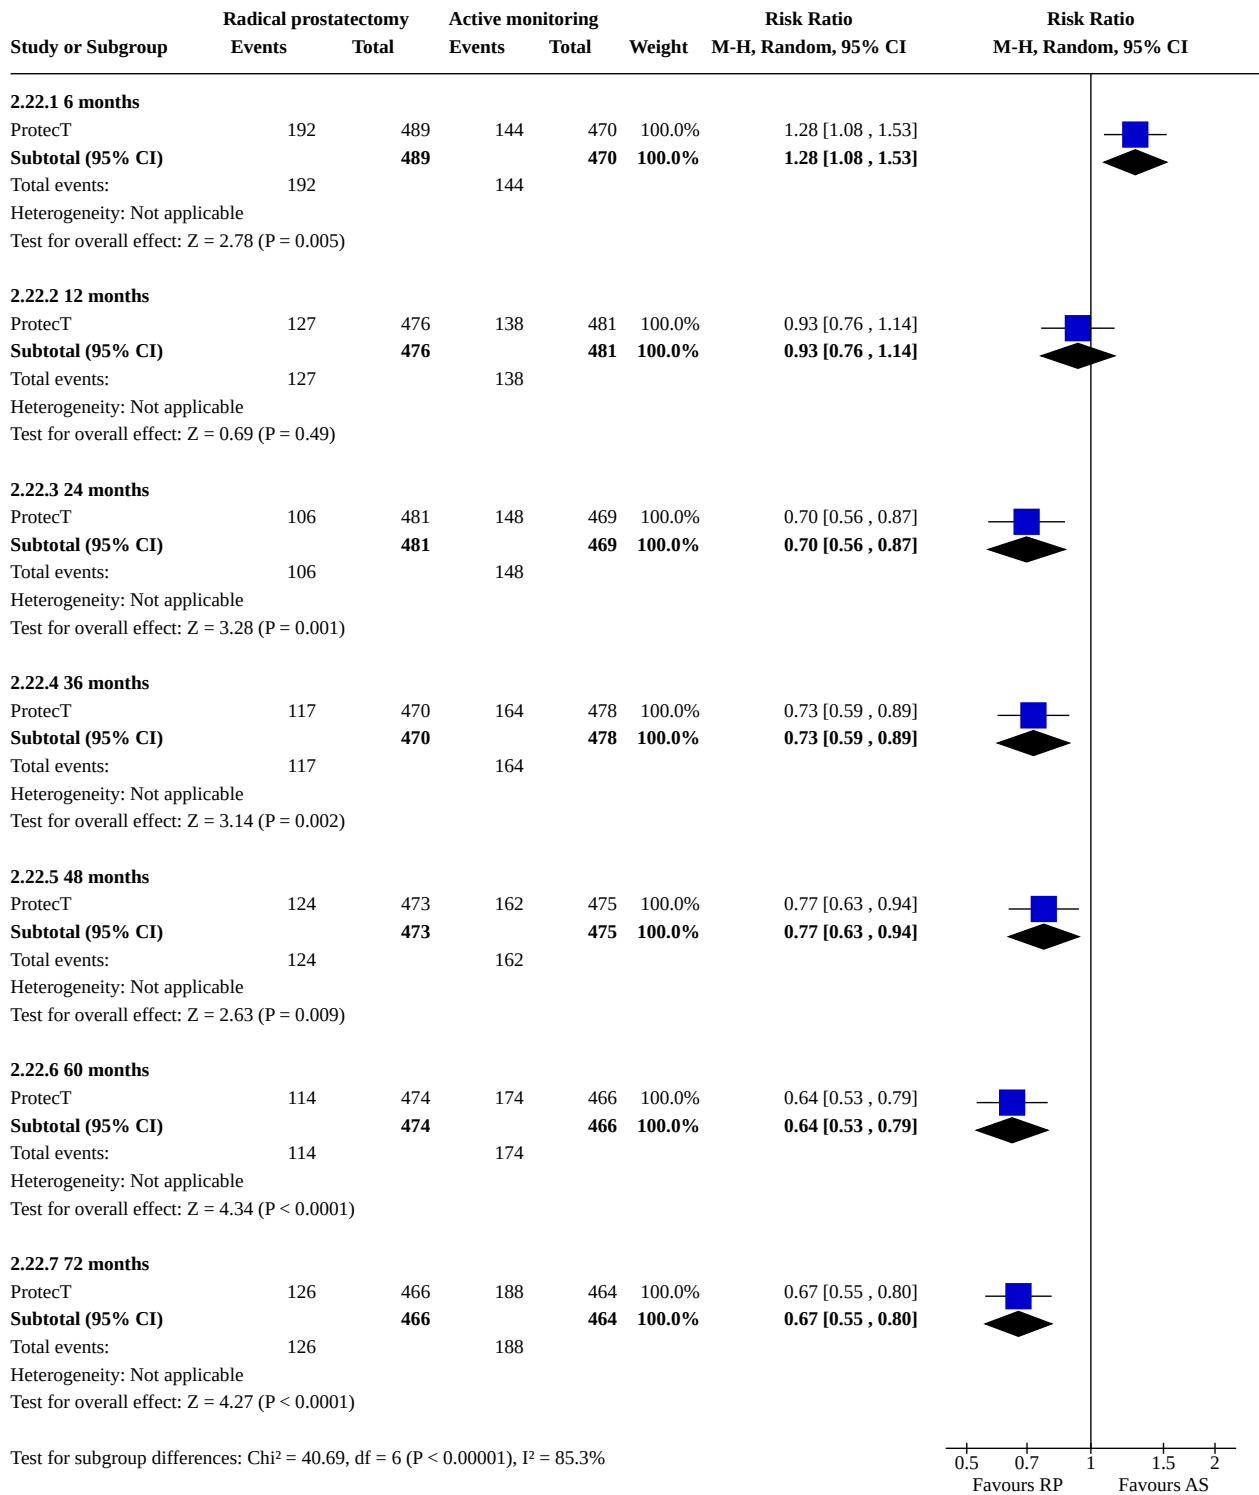 Radical prostatectomy Active monitoring Risk Ratio Risk Ratio
Study or Subgroup Events Total Events Total Weight M-H, Random, 95% CI M-H, Random, 95% CI
2.22.1 6 months
ProtecT 192 489 144 470 100.0% 1.28 [1.08 , 1.53]
Subtotal (95% CI) 489 470 100.0% 1.28 [1.08 , 1.53]
Total events: 192 144
Heterogeneity: Not applicable
Test for overall effect: Z = 2.78 (P = 0.005)
2.22.2 12 months
ProtecT 127 476 138 481 100.0% 0.93 [0.76 , 1.14]
Subtotal (95% CI) 476 481 100.0% 0.93 [0.76 , 1.14]
Total events: 127 138
Heterogeneity: Not applicable
Test for overall effect: Z = 0.69 (P = 0.49)
2.22.3 24 months
ProtecT 106 481 148 469 100.0% 0.70 [0.56 , 0.87]
Subtotal (95% CI) 481 469 100.0% 0.70 [0.56 , 0.87]
Total events: 106 148
Heterogeneity: Not applicable
Test for overall effect: Z = 3.28 (P = 0.001)
2.22.4 36 months
ProtecT 117 470 164 478 100.0% 0.73 [0.59 , 0.89]
Subtotal (95% CI) 470 478 100.0% 0.73 [0.59 , 0.89]
Total events: 117 164
Heterogeneity: Not applicable
Test for overall effect: Z = 3.14 (P = 0.002)
2.22.5 48 months
ProtecT 124 473 162 475 100.0% 0.77 [0.63 , 0.94]
Subtotal (95% CI) 473 475 100.0% 0.77 [0.63 , 0.94]
Total events: 124 162
Heterogeneity: Not applicable
Test for overall effect: Z = 2.63 (P = 0.009)
2.22.6 60 months
ProtecT 114 474 174 466 100.0% 0.64 [0.53 , 0.79]
Subtotal (95% CI) 474 466 100.0% 0.64 [0.53 , 0.79]
Total events: 114 174
Heterogeneity: Not applicable
Test for overall effect: Z = 4.34 (P < 0.0001)
2.22.7 72 months
ProtecT 126 466 188 464 100.0% 0.67 [0.55 , 0.80]
Subtotal (95% CI) 466 464 100.0% 0.67 [0.55 , 0.80]
Total events: 126 188
Heterogeneity: Not applicable
Test for overall effect: Z = 4.27 (P < 0.0001)
Test for subgroup differences: Chi² = 40.69, df = 6 (P < 0.00001), I² = 85.3%
0.5 0.7 1 1.5 2
Favours RP Favours AS